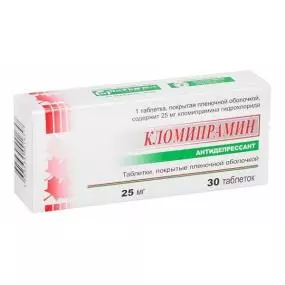 1 таблетка, покрытая пленочной оболочкой,
содержит 25 мг кломипрамина гидрохлорида
КЛОМИПРАМИН
АНТИДЕПРЕССАНТ
Таблетки, покрытые пленочной оболочкой
25 мг
30 таблеток